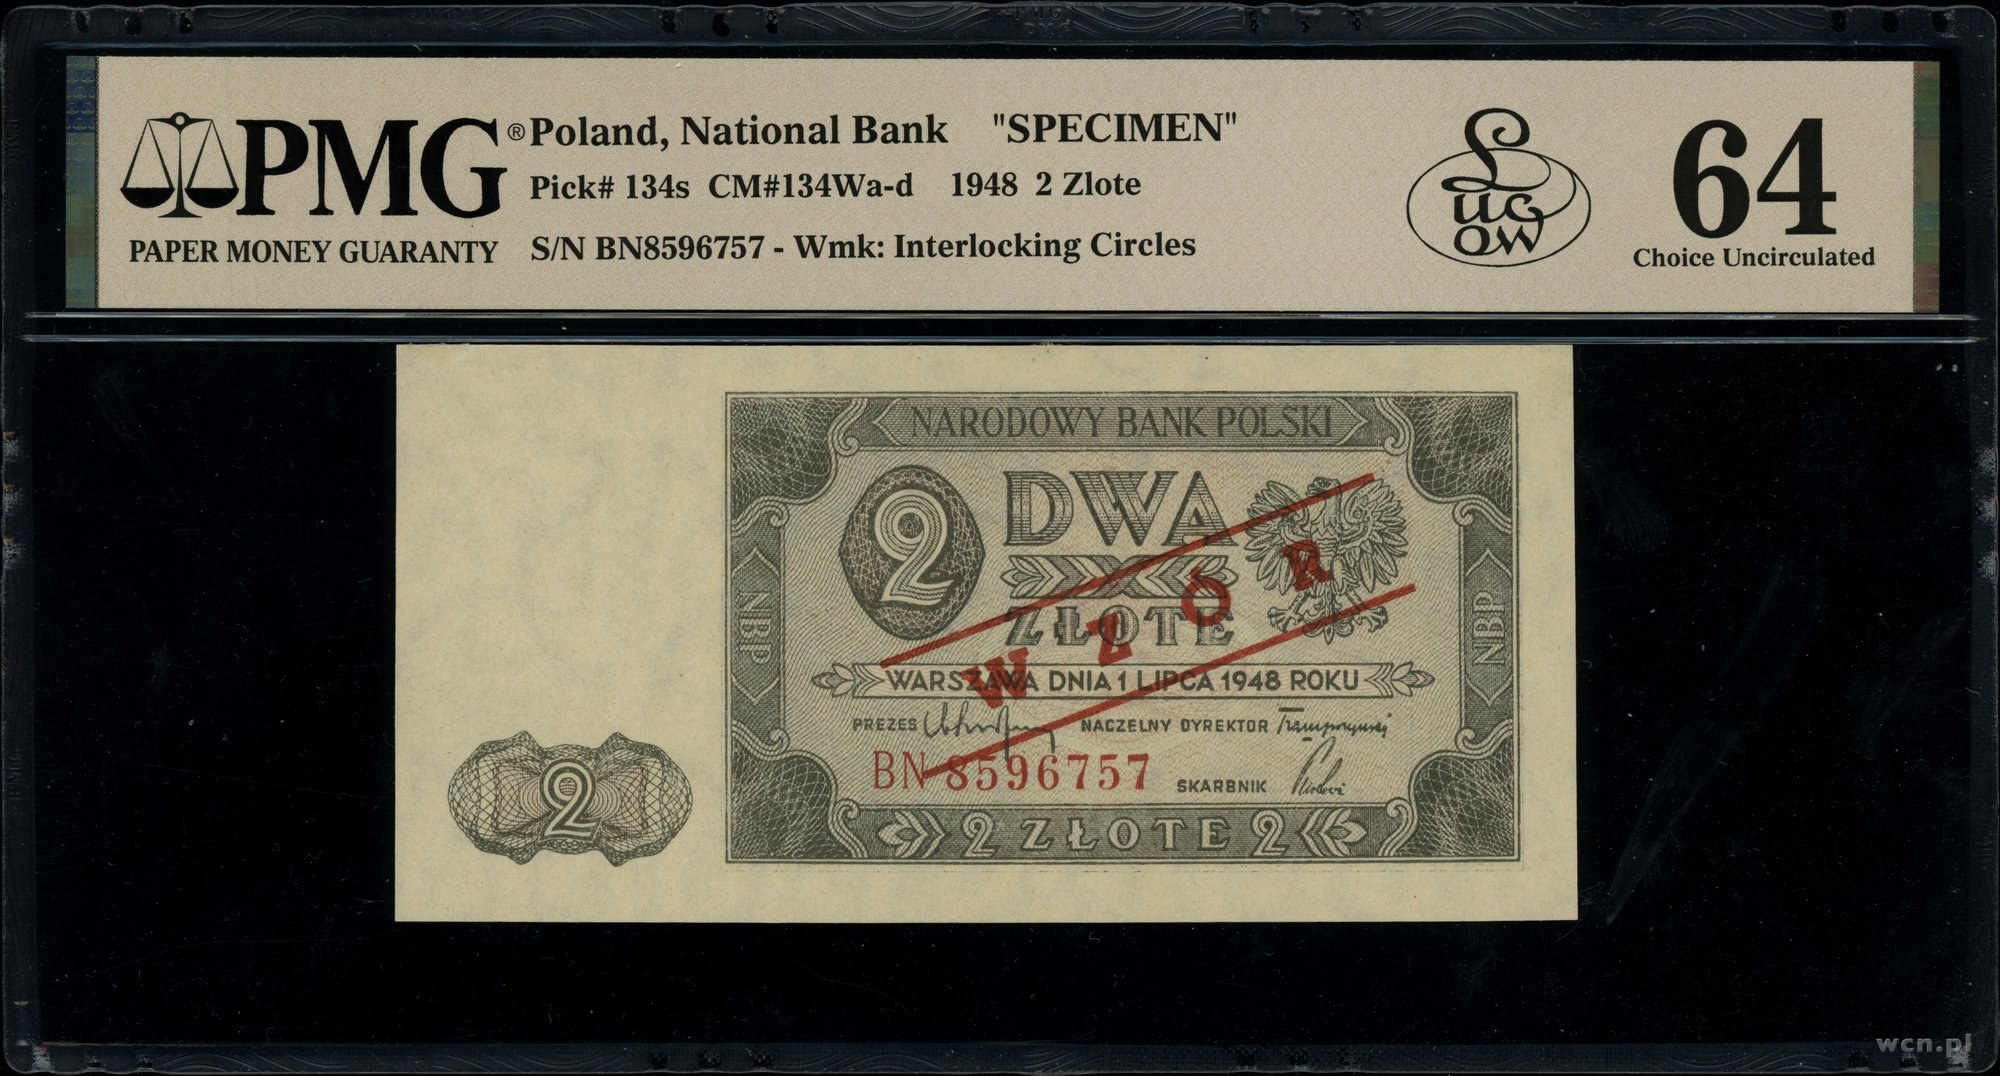 PMG
PMG® Poland, National Bank "SPECIMEN"
Pick# 134s CM#134Wa-d 1948 2 Zlote
PAPER MONEY GUARANTY S/N BN8596757 - Wmk: Interlocking Circles
Lucow
64
Choice Uncirculated
NARODOWY BANK POLSKI
2 DWA
ZŁOTE
NBP
NBP
WZÓR
WARSZAWA DNIA 1 LIPCA 1948 ROKU
PREZES NACZELNY DYREKTOR
BN 8596757 SKARBNIK
2
2 ZŁOTE 2
wcn.pl